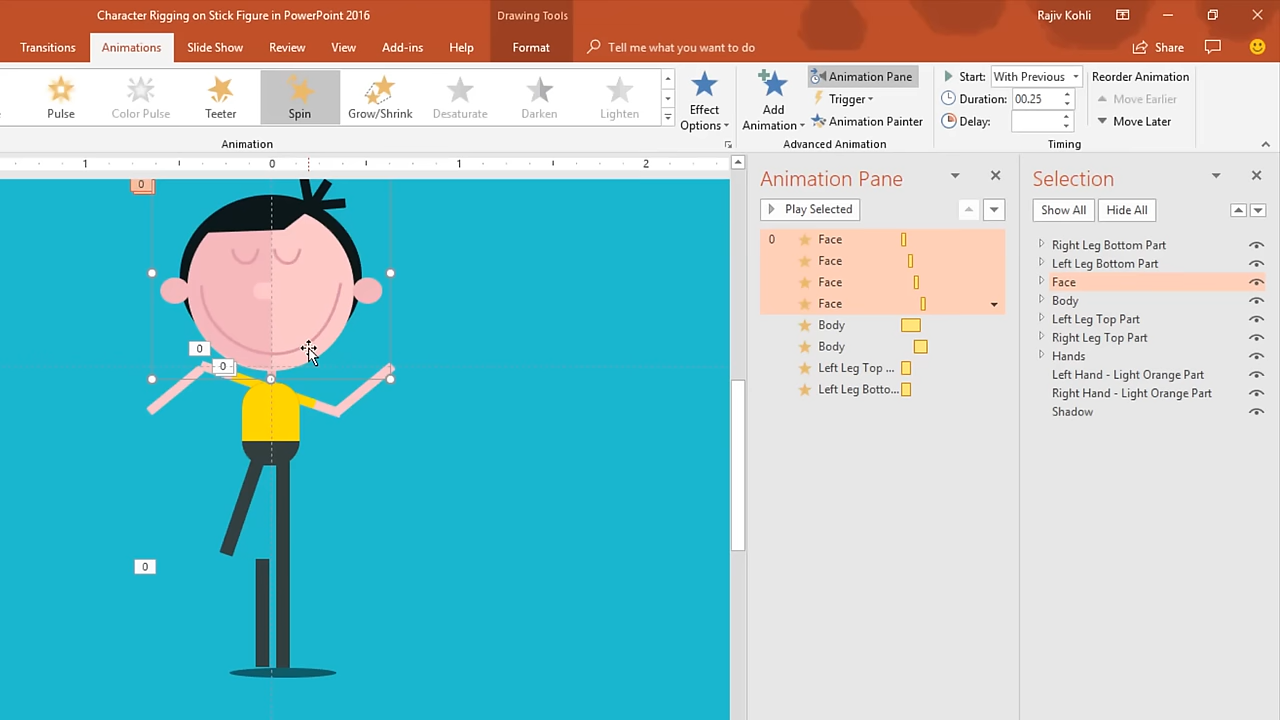 Character Rigging on Stick Figure in PowerPoint 2016
Drawing Tools
Rajiv Kohli
Transitions Animations Slide Show Review View Add-ins Help Format Tell me what you want to do Share
Pulse Color Pulse Teeter Spin Grow/Shrink Desaturate Darken Lighten
Animation
Effect Options
Add Animation
Animation Pane
Trigger
Animation Painter
Advanced Animation
Start: With Previous
Duration: 00.25
Delay:
Timing
Reorder Animation
Move Earlier
Move Later
1 0 1 2
0
0
0
0
Animation Pane
Play Selected
0 Face
Face
Face
Face
Body
Body
Left Leg Top ...
Left Leg Botto...
Selection
Show All Hide All
Right Leg Bottom Part
Left Leg Bottom Part
Face
Body
Left Leg Top Part
Right Leg Top Part
Hands
Left Hand - Light Orange Part
Right Hand - Light Orange Part
Shadow